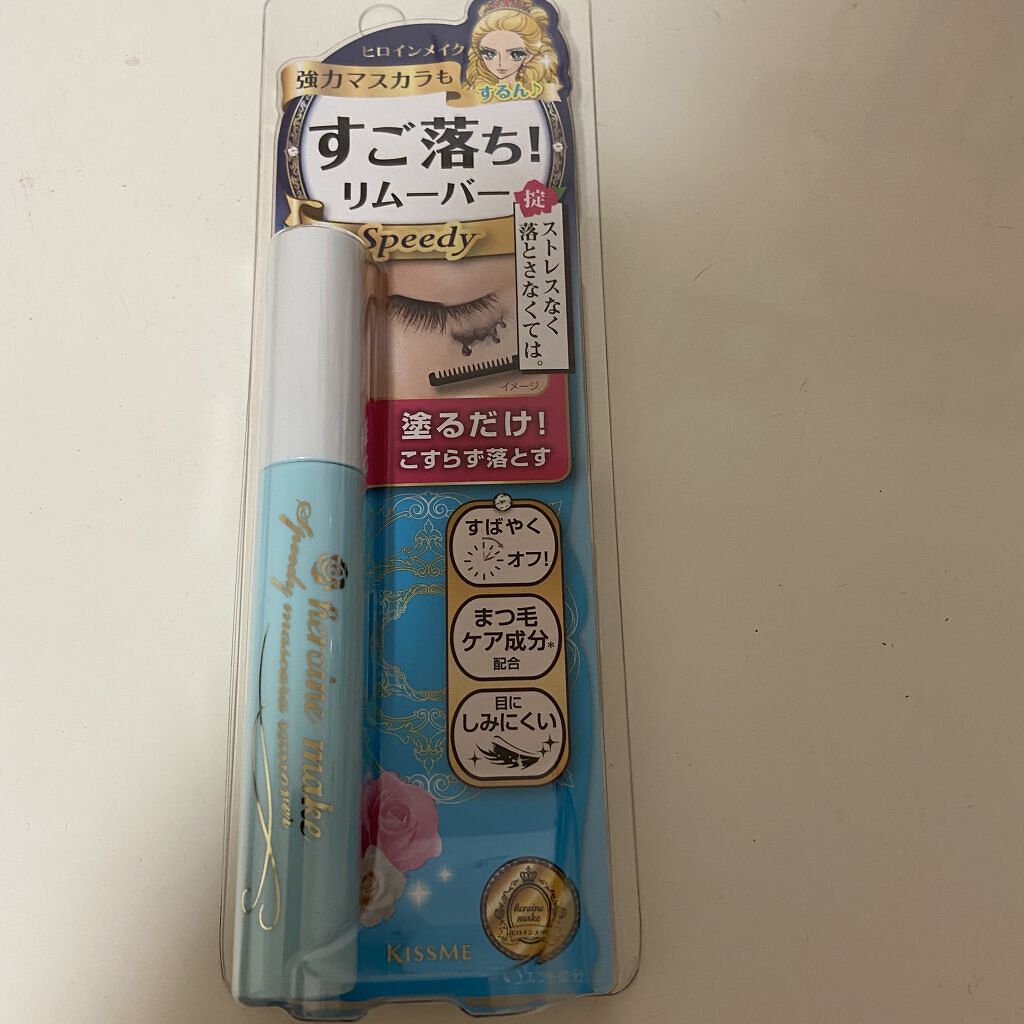 ヒロインメイク
強力マスカラも
するん♪
すご落ち!
リムーバー
Speedy
掟
ストレスなく
落とさなくては。
イメージ
塗るだけ!
こすらず落とす
すばやく
オフ!
まつ毛
ケア成分*
配合
目に
しみにくい
heroine make
Speedy mascara remover
KISSME
heroine
make
ヒロインメイク